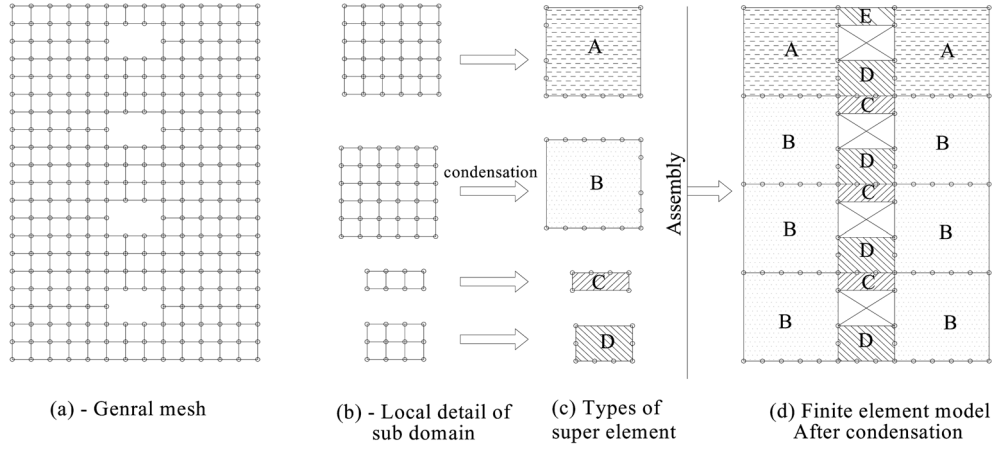 E
A
A
A
D
C
B
B
condensation
B
D
C
Assembly
B
B
D
C
C
B
B
D
D
(a) - Genral mesh
(b) - Local detail of
sub domain
(c) Types of
super element
(d) Finite element model
After condensation